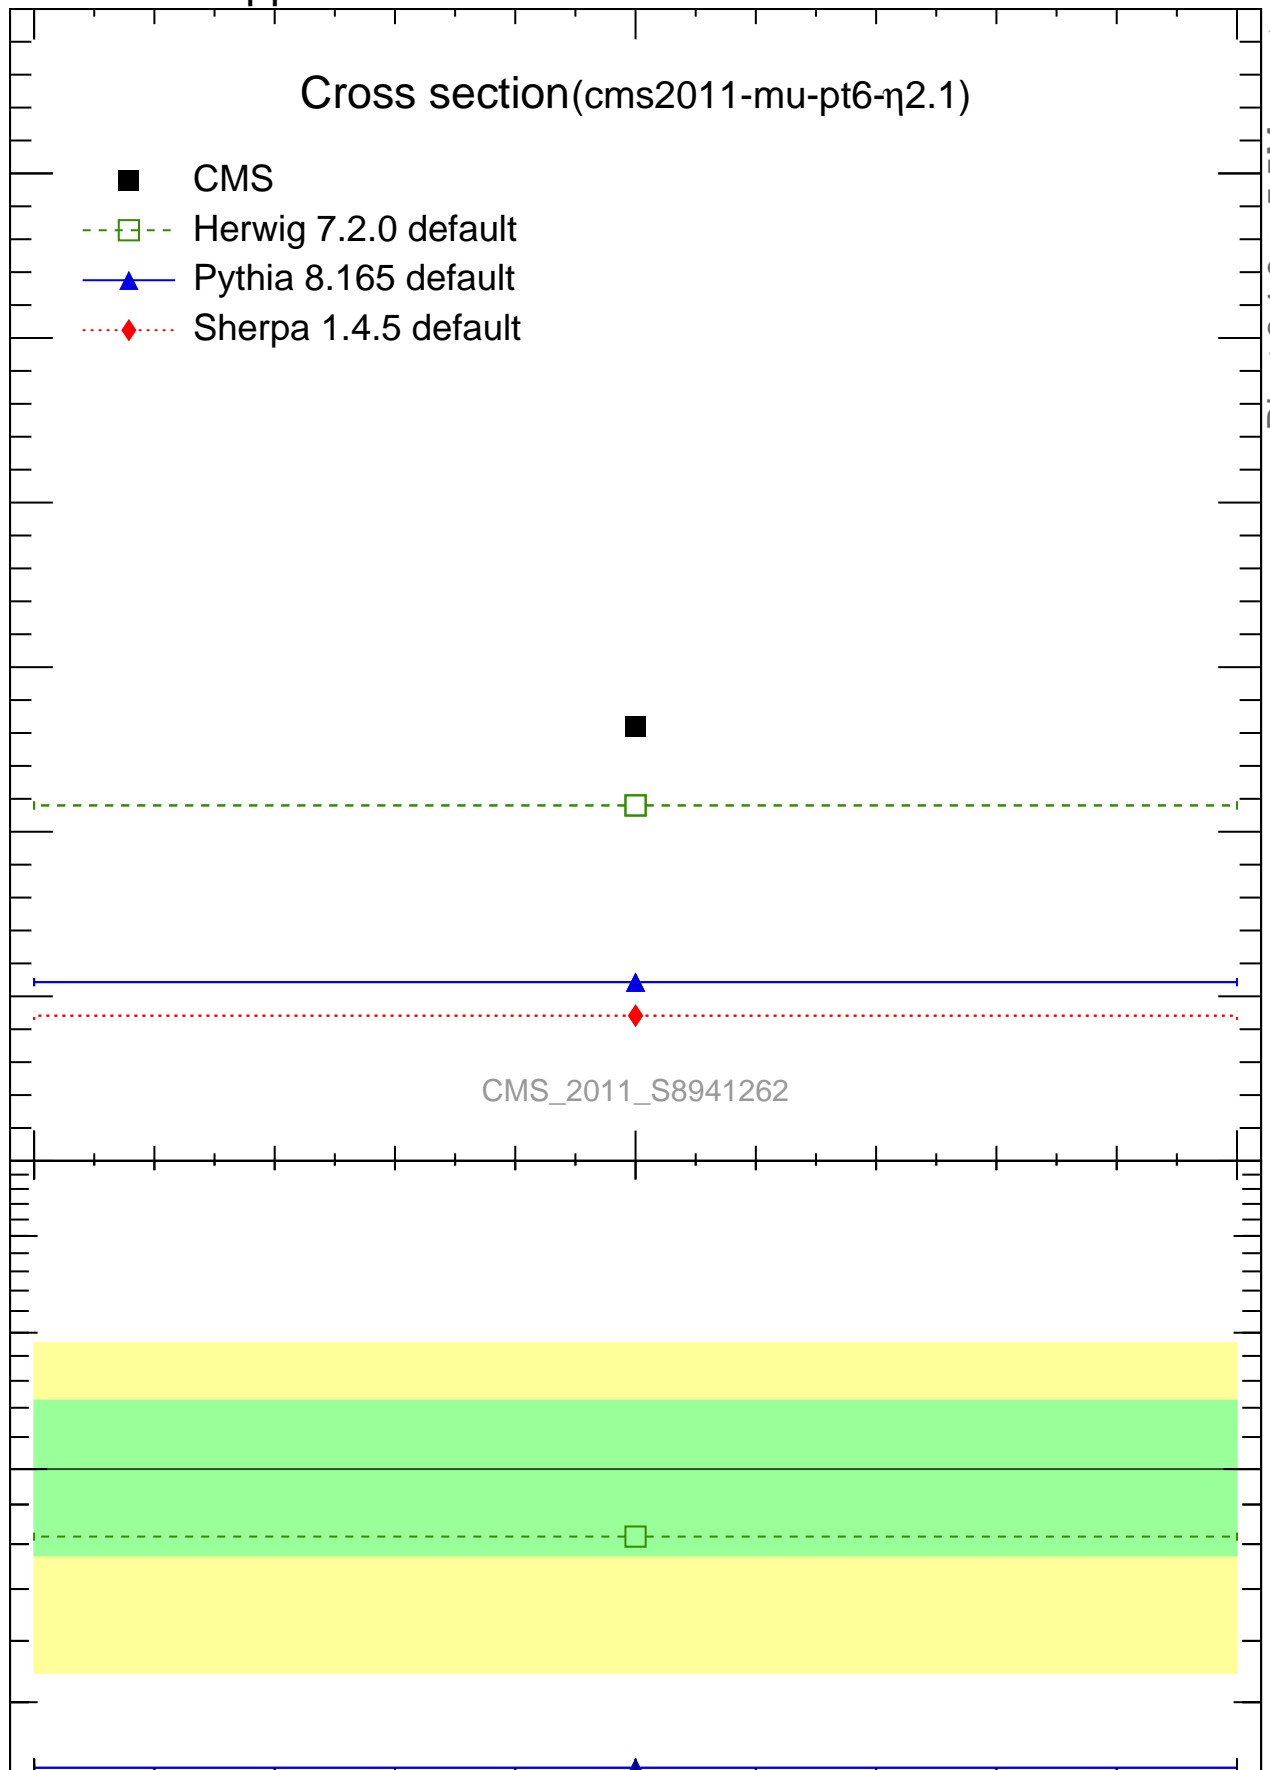 Cross section(cms2011-mu-pt6-η2.1)
CMS
Herwig 7.2.0 default
Pythia 8.165 default
Sherpa 1.4.5 default
CMS_2011_S8941262